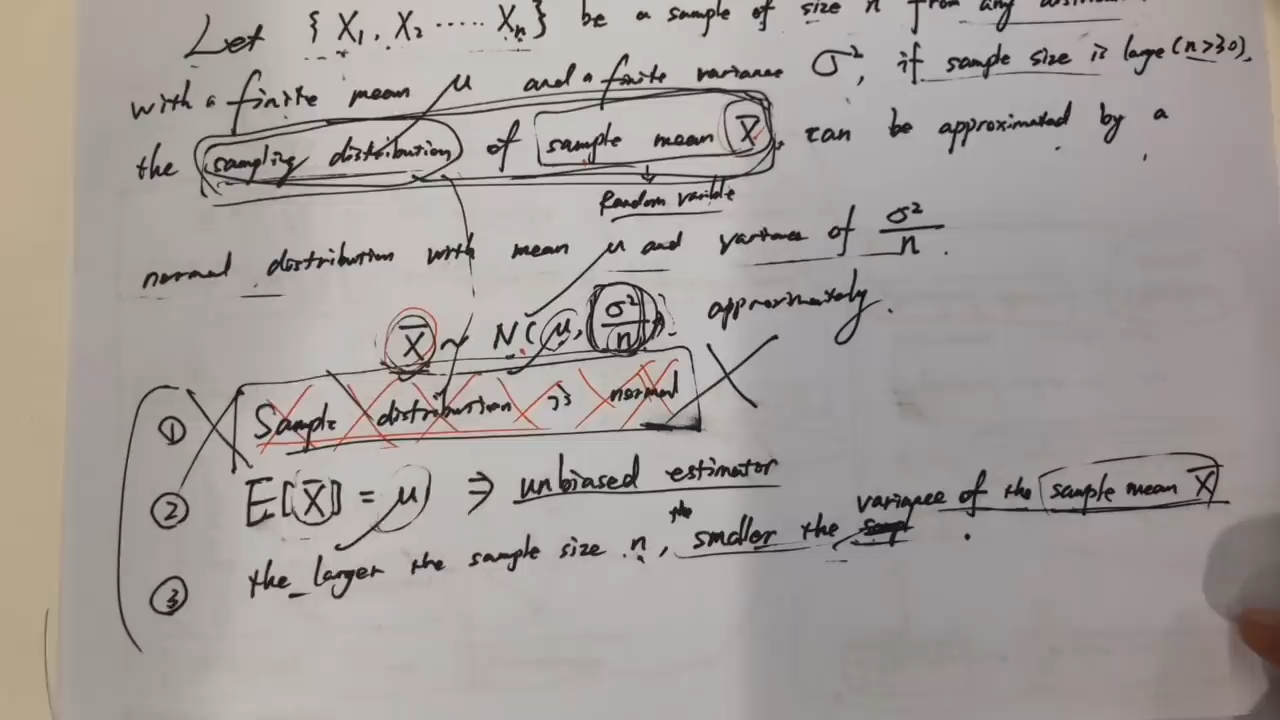 Let {X₁, X₂ ..... Xₙ} be a sample of size n from any
with a finite mean μ and a finite variance σ², if sample size is large (n>30),
the sampling distribution of sample mean X̄, can be approximated by a
Random variable
normal distribution with mean μ and variance of σ²/n.
X̄ ~ N(μ, σ²/n). approximately.
① Sample distribution is normal
② E[X̄] = μ ⇒ unbiased estimator
③ the larger the sample size n, the smaller the variance of the sample mean X̄.